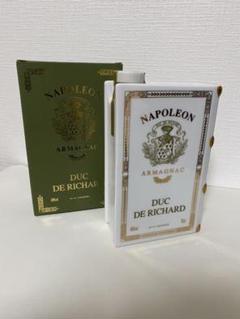 NAPOLEON
ARMAGNAC
DUC
DE RICHARD
NAPOLEON
ARMAGNAC
DUC
DE RICHARD